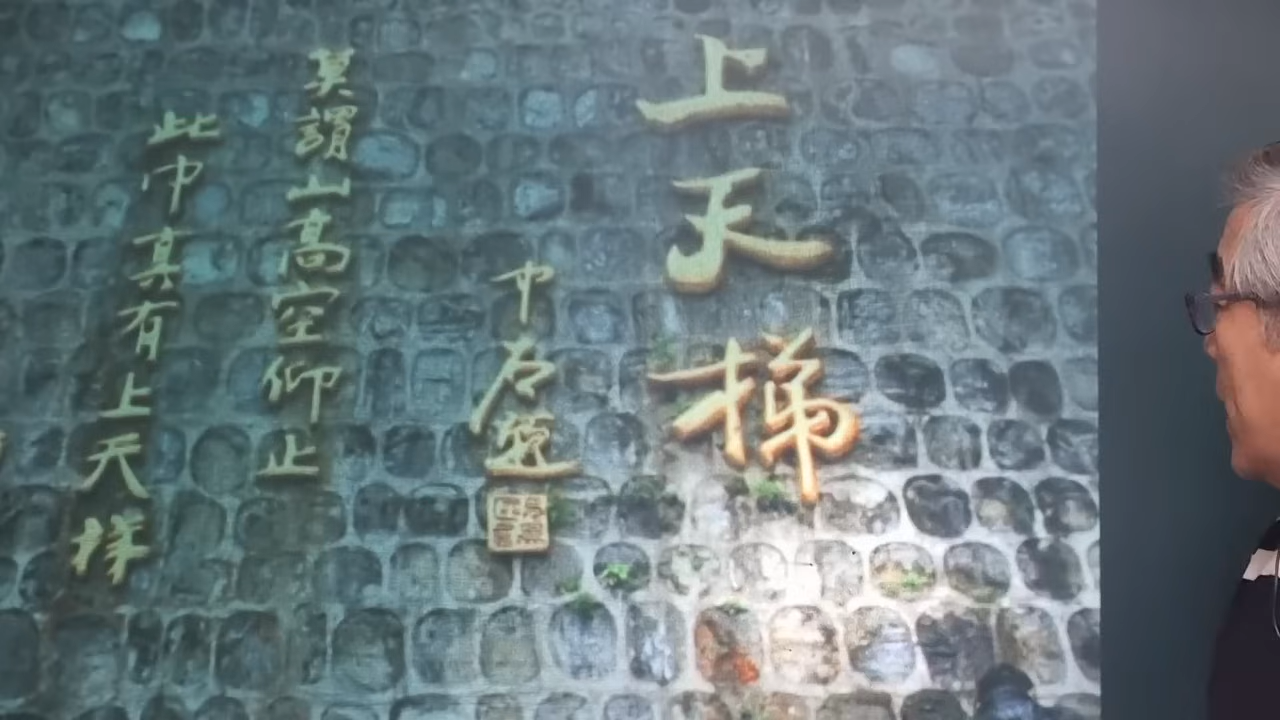 上天梯
中君題
莫謂山高空仰止
此中真有上天梯